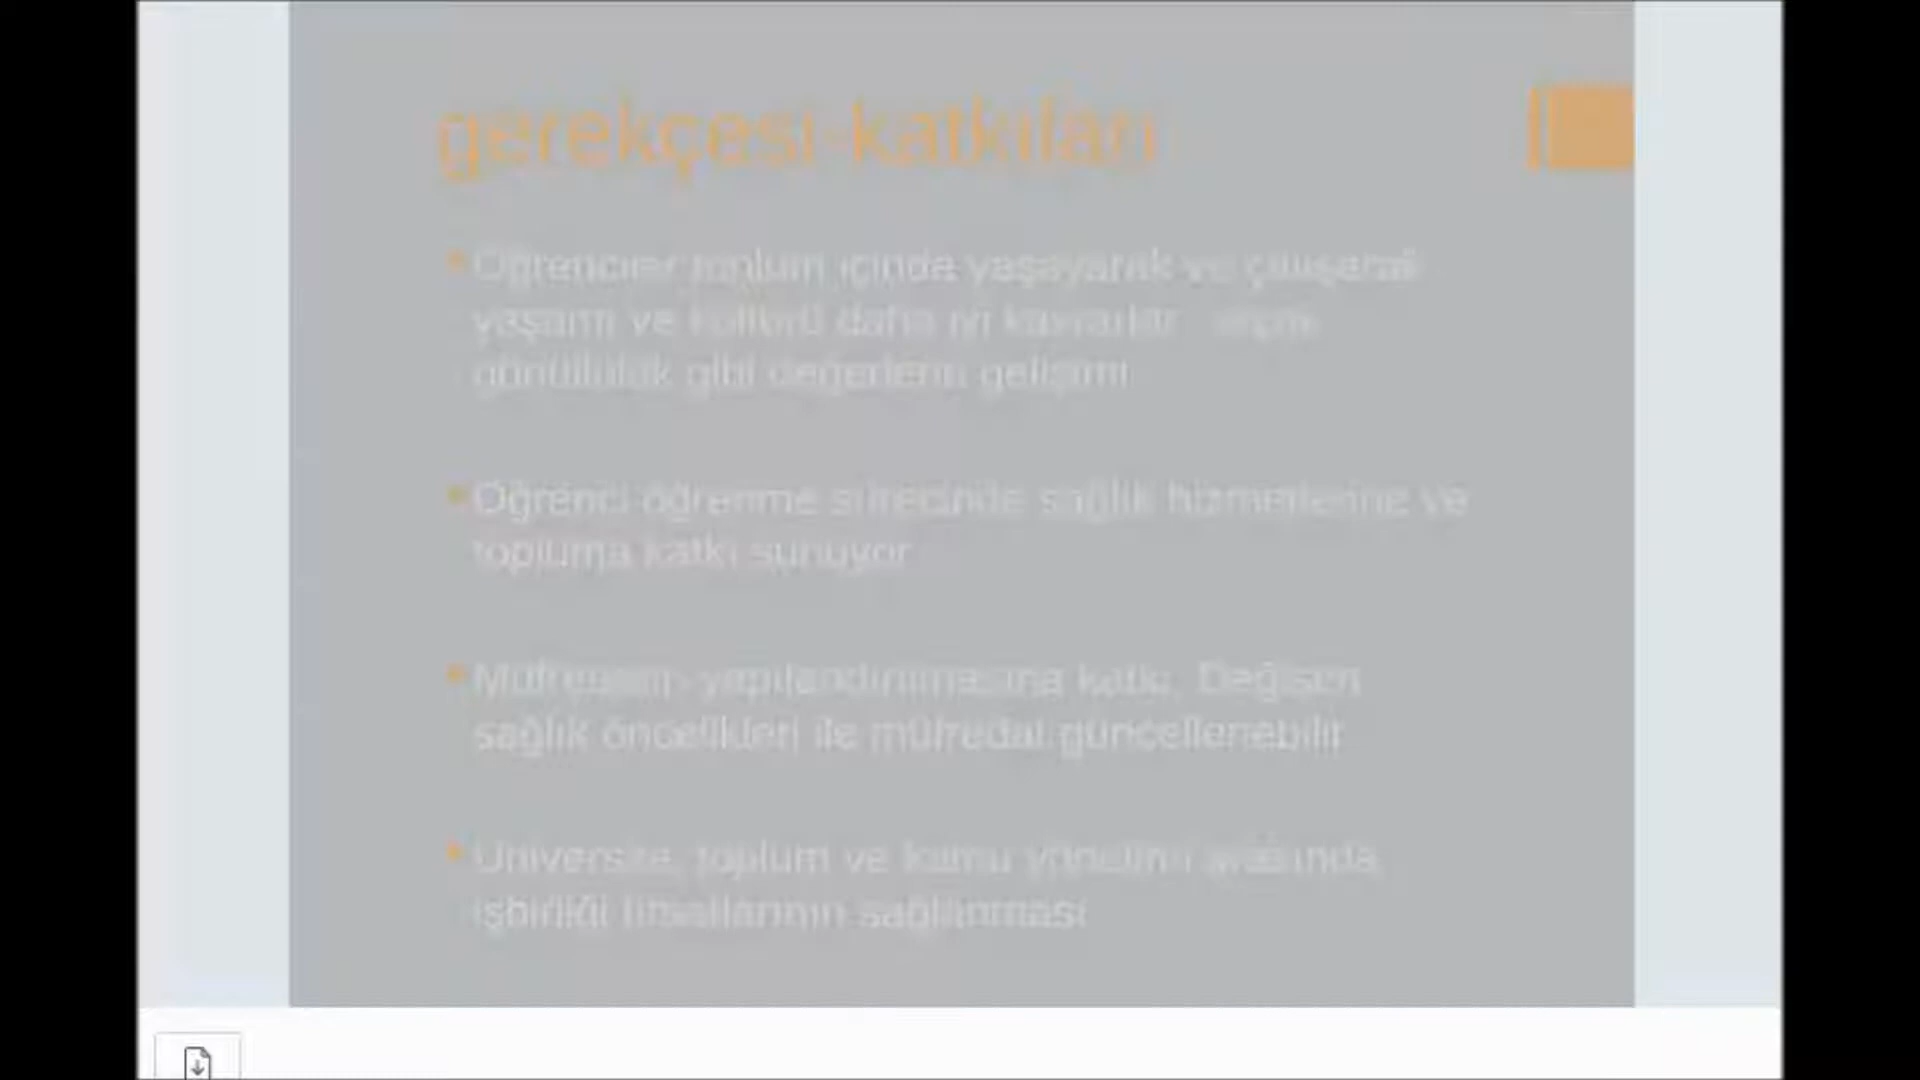 gerekçesi-katkıları
Öğrenciler toplum içinde yaşayarak ve çalışarak
yaşamı ve kültürü daha iyi kavrarlar
gönüllülük gibi değerlerin gelişimi
Öğrenci öğrenme sürecinde sağlık hizmetlerine ve
topluma katkı sunuyor
Müfredatın yapılandırılmasına katkı. Değişen
sağlık öncelikleri ile müfredat güncellenebilir
Üniversite, toplum ve kamu yönetimi arasında
işbirliği fırsatlarının sağlanması